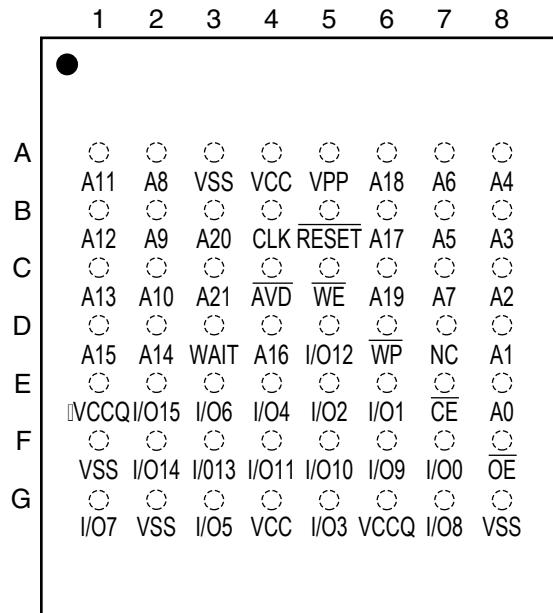 1 2 3 4 5 6 7 8
A
A11 A8 VSS VCC VPP A18 A6 A4
B
A12 A9 A20 CLK RESET A17 A5 A3
C
A13 A10 A21 AVD WE A19 A7 A2
D
A15 A14 WAIT A16 I/O12 WP NC A1
E
VCCQ I/O15 I/O6 I/O4 I/O2 I/O1 CE A0
F
VSS I/O14 I/013 I/O11 I/O10 I/O9 I/O0 OE
G
I/O7 VSS I/O5 VCC I/O3 VCCQ I/O8 VSS